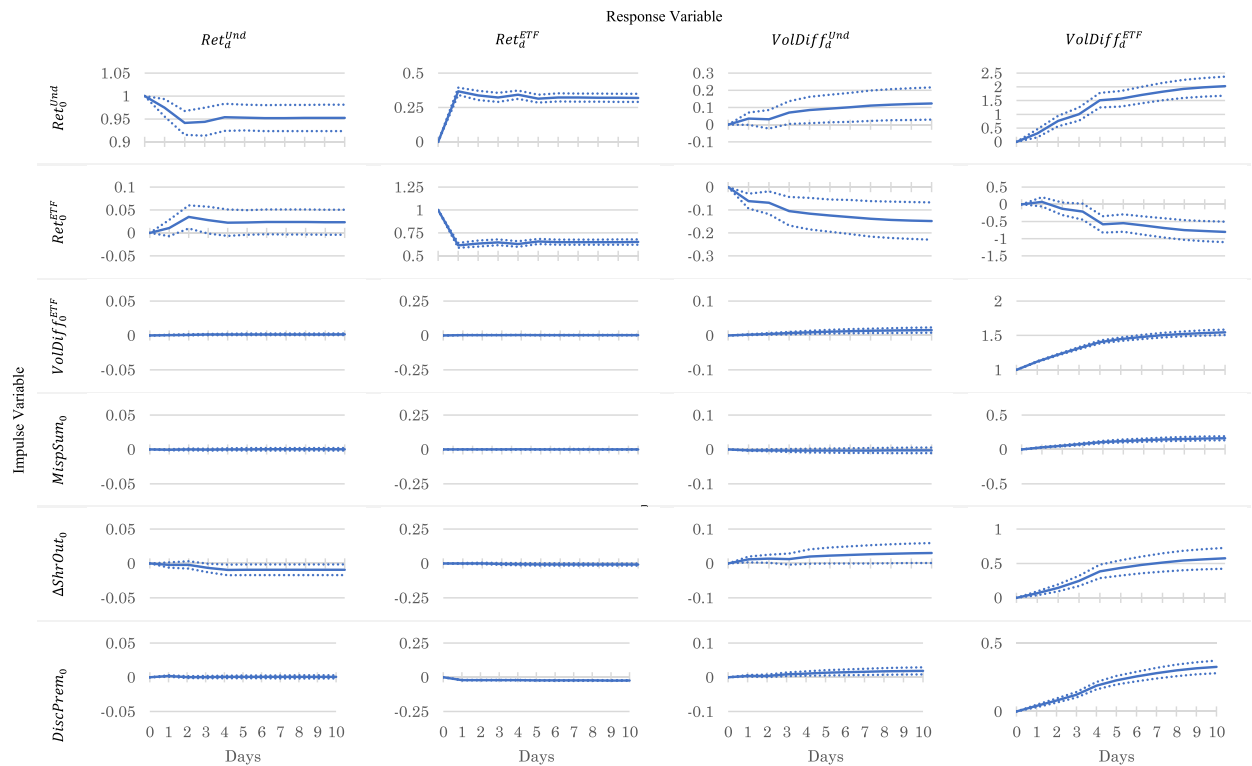 Response Variable
Ret_d^Und Ret_d^ETF VolDiff_d^Und VolDiff_d^ETF
Impulse Variable
Ret_0^Und
1.05 1 0.95 0.9
0.5 0.25 0
0.3 0.2 0.1 0 -0.1
2.5 2 1.5 1 0.5 0
Ret_0^ETF
0.1 0.05 0 -0.05
1.25 1 0.75 0.5
0 -0.1 -0.2 -0.3
0.5 0 -0.5 -1 -1.5
VolDiff_0^ETF
0.05 0 -0.05
0.25 0 -0.25
0.1 0 -0.1
2 1.5 1
MispSum_0
0.05 0 -0.05
0.25 0 -0.25
0.1 0 -0.1
0.5 0 -0.5
ΔShrOut_0
0.05 0 -0.05
0.25 0 -0.25
0.1 0 -0.1
1 0.5 0
DiscPrem_0
0.05 0 -0.05
0.25 0 -0.25
0.1 0 -0.1
0.5 0
0 1 2 3 4 5 6 7 8 9 10
0 1 2 3 4 5 6 7 8 9 10
0 1 2 3 4 5 6 7 8 9 10
0 1 2 3 4 5 6 7 8 9 10
Days Days Days Days